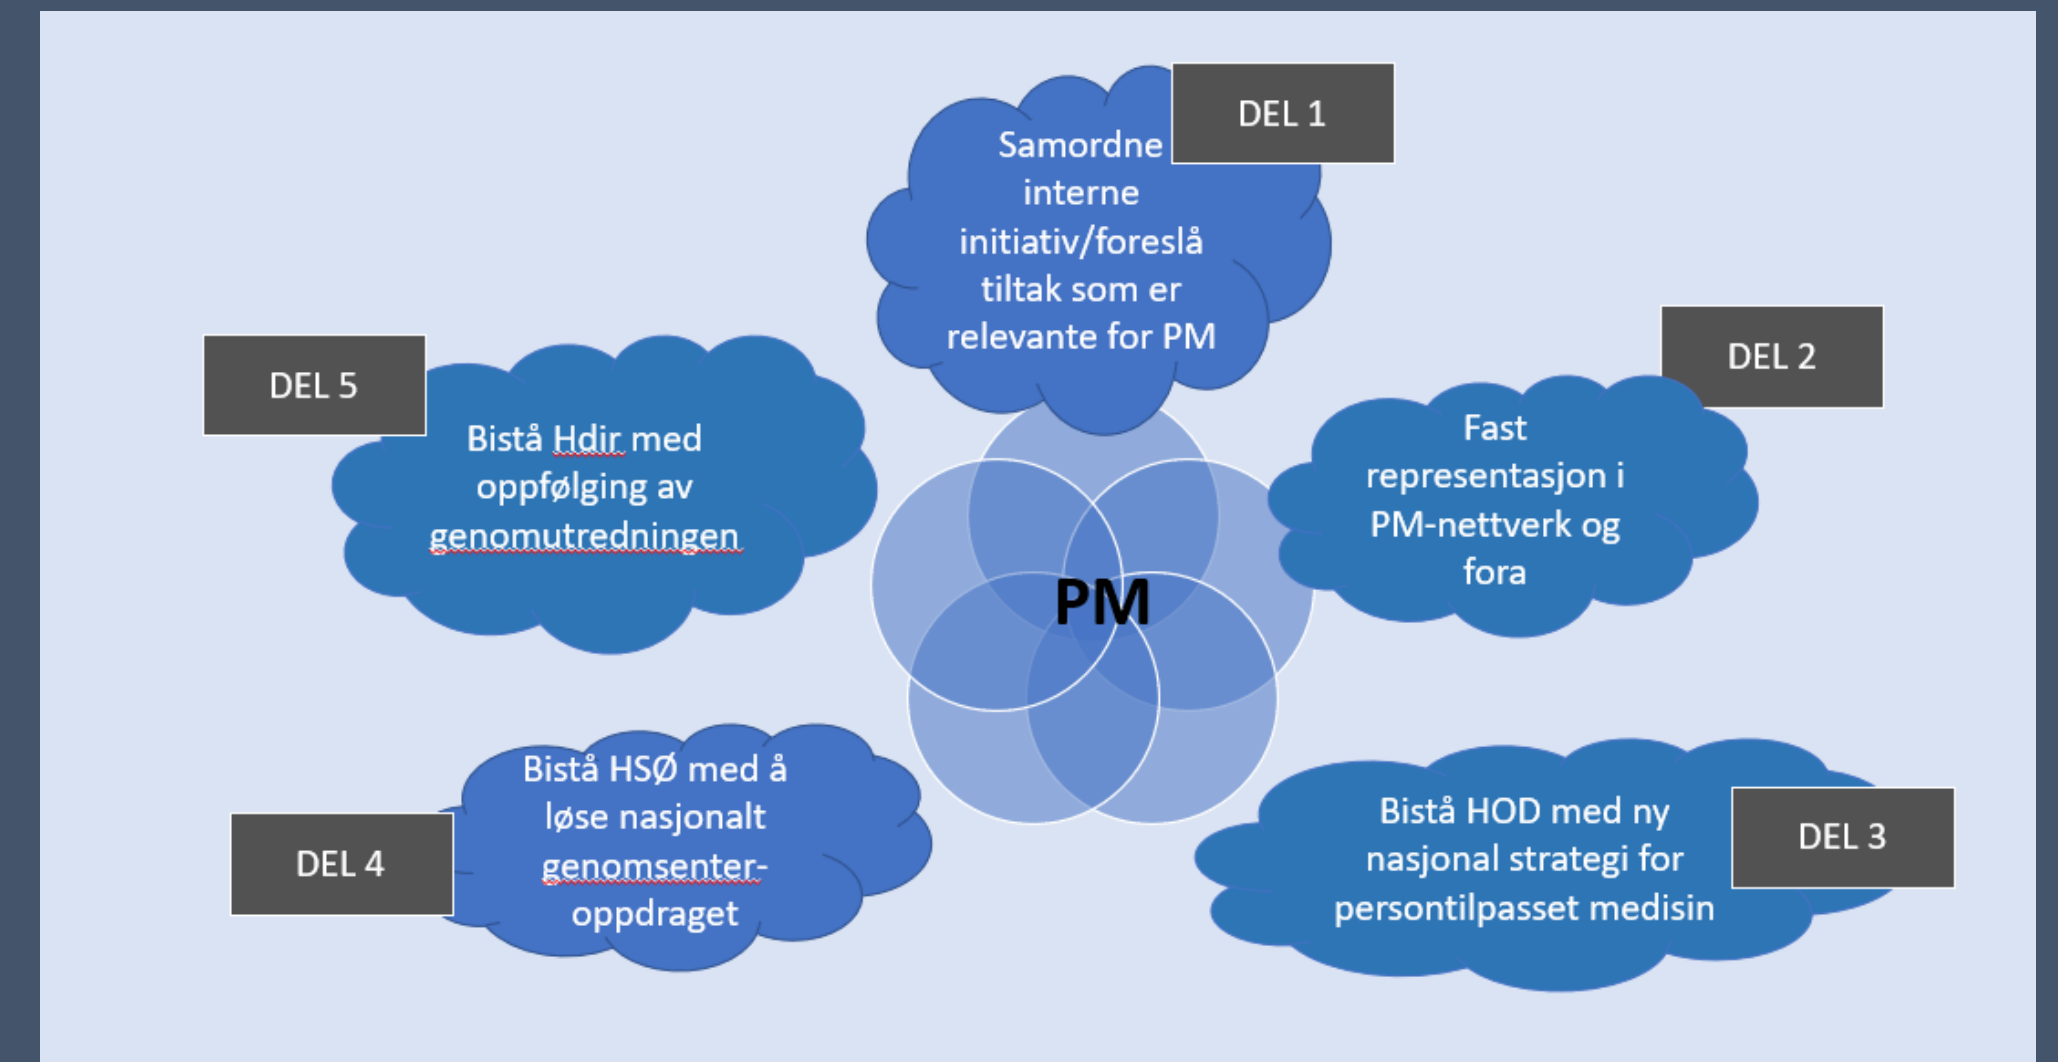 DEL 1
Samordne
interne
initiativ/foreslå
tiltak som er
relevante for PM
DEL 2
Fast
representasjon i
PM-nettverk og
fora
DEL 5
Bistå Hdir med
oppfølging av
genomutredningen
PM
Bistå HSØ med å
løse nasjonalt
genomsenter-
oppdraget
DEL 4
Bistå HOD med ny
nasjonal strategi for
persontilpasset medisin
DEL 3